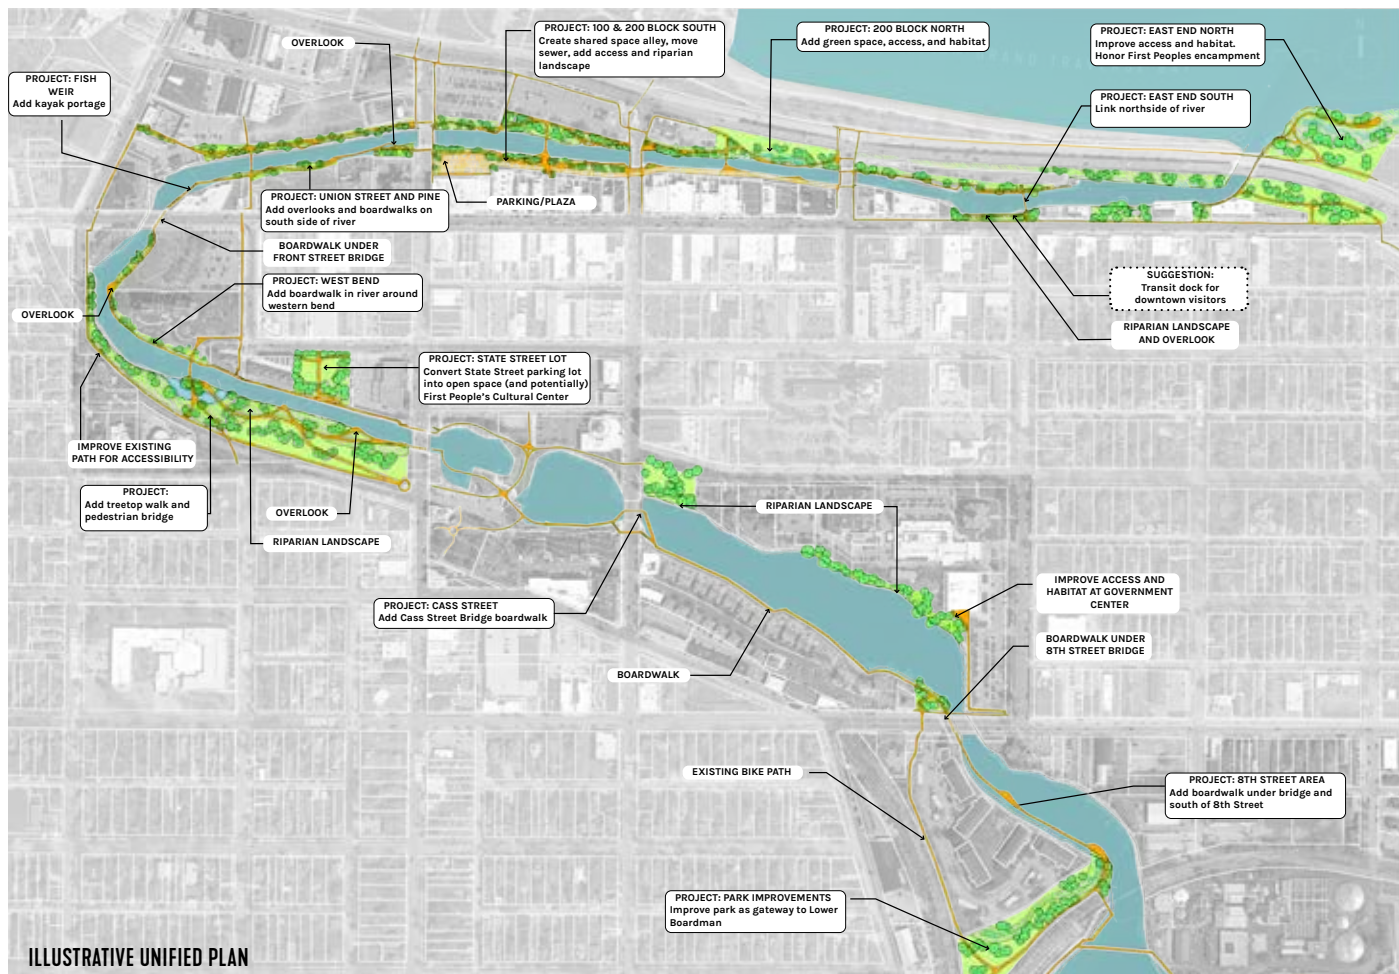 OVERLOOK
PROJECT: 100 & 200 BLOCK SOUTH
Create shared space alley, move
sewer, add access and riparian
landscape
PROJECT: 200 BLOCK NORTH
Add green space, access, and habitat
PROJECT: EAST END NORTH
Improve access and habitat.
Honor First Peoples encampment
PROJECT: FISH
WEIR
Add kayak portage
PROJECT: EAST END SOUTH
Link northside of river
PROJECT: UNION STREET AND PINE
Add overlooks and boardwalks on
south side of river
PARKING/PLAZA
BOARDWALK UNDER
FRONT STREET BRIDGE
PROJECT: WEST BEND
Add boardwalk in river around
western bend
OVERLOOK
SUGGESTION:
Transit dock for
downtown visitors
RIPARIAN LANDSCAPE
AND OVERLOOK
PROJECT: STATE STREET LOT
Convert State Street parking lot
into open space (and potentially)
First People's Cultural Center
IMPROVE EXISTING
PATH FOR ACCESSIBILITY
PROJECT:
Add treetop walk and
pedestrian bridge
OVERLOOK
RIPARIAN LANDSCAPE
RIPARIAN LANDSCAPE
PROJECT: CASS STREET
Add Cass Street Bridge boardwalk
IMPROVE ACCESS AND
HABITAT AT GOVERNMENT
CENTER
BOARDWALK UNDER
8TH STREET BRIDGE
BOARDWALK
EXISTING BIKE PATH
PROJECT: 8TH STREET AREA
Add boardwalk under bridge and
south of 8th Street
PROJECT: PARK IMPROVEMENTS
Improve park as gateway to Lower
Boardman
ILLUSTRATIVE UNIFIED PLAN